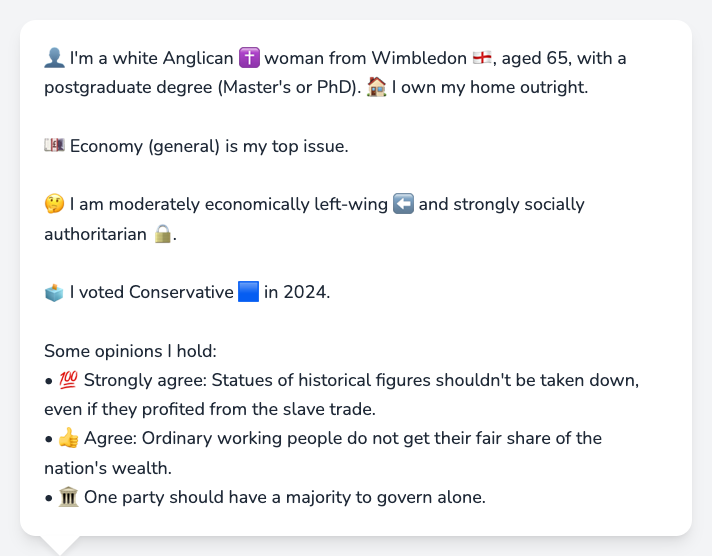 👤 I'm a white Anglican ✝️ woman from Wimbledon 🏴󠁧󠁢󠁥󠁮󠁧󠁿, aged 65, with a
postgraduate degree (Master's or PhD). 🏠 I own my home outright.
💷 Economy (general) is my top issue.
🤔 I am moderately economically left-wing ⬅️ and strongly socially
authoritarian 🔒.
🗳️ I voted Conservative 🟦 in 2024.
Some opinions I hold:
• 💯 Strongly agree: Statues of historical figures shouldn't be taken down,
even if they profited from the slave trade.
• 👍 Agree: Ordinary working people do not get their fair share of the
nation's wealth.
• 🏛️ One party should have a majority to govern alone.